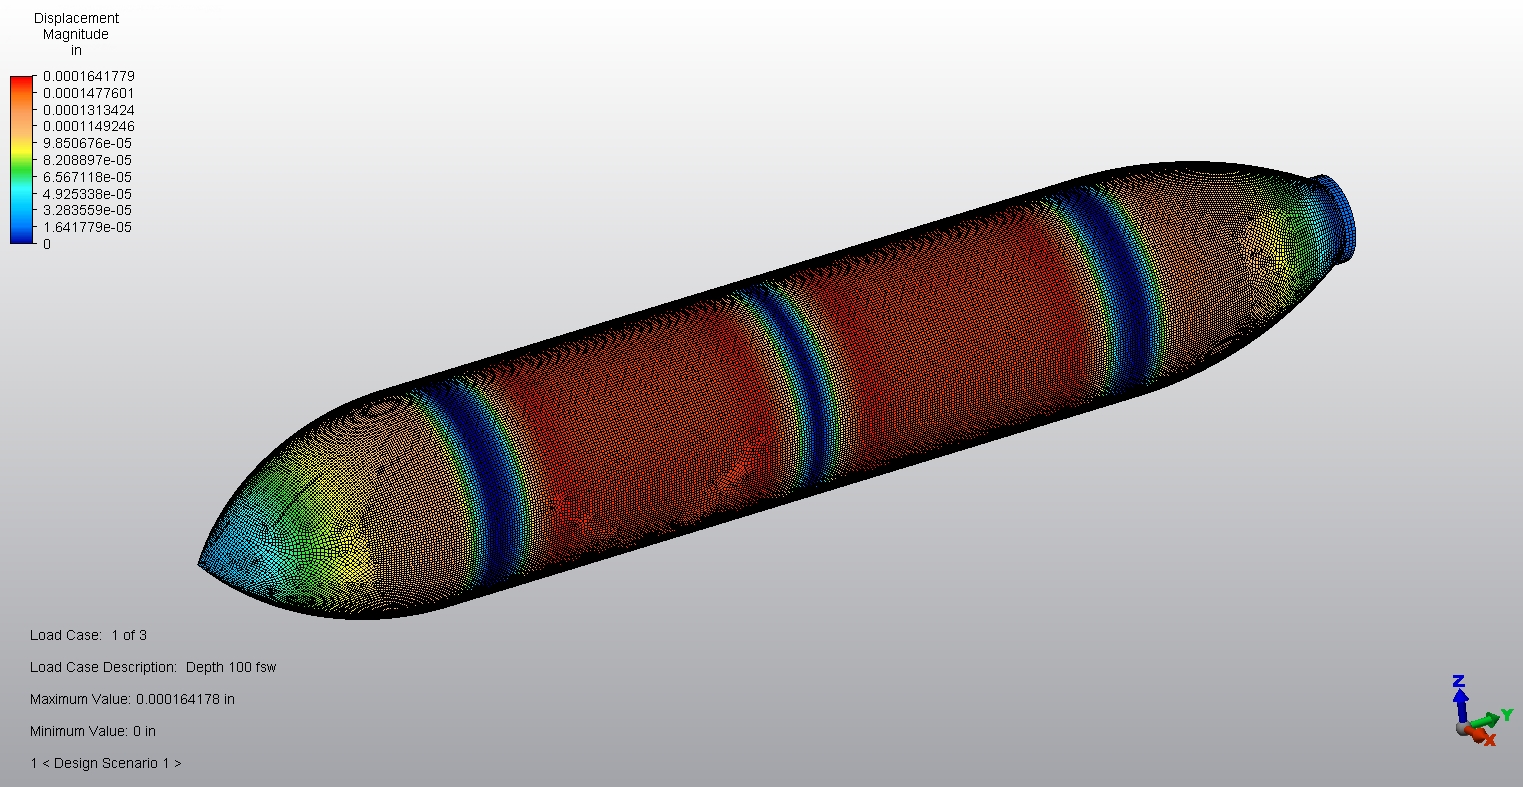 Displacement
Magnitude
in
0.0001641779
0.0001477601
0.0001313424
0.0001149246
9.850676e-05
8.208897e-05
6.567118e-05
4.925338e-05
3.283559e-05
1.641779e-05
0
Load Case: 1 of 3
Load Case Description: Depth 100 fsw
Maximum Value: 0.000164178 in
Minimum Value: 0 in
1 < Design Scenario 1 >
Z
Y
X